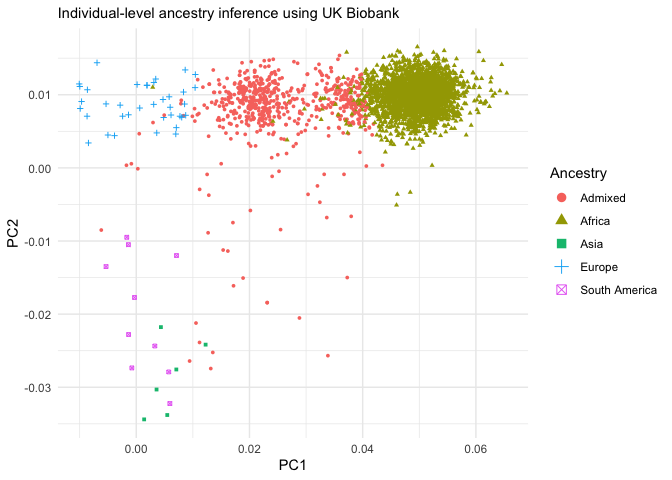 Individual-level ancestry inference using UK Biobank
0.01
0.00
-0.01
-0.02
-0.03
PC2
0.00
0.02
0.04
0.06
PC1
Ancestry
Admixed
Africa
Asia
Europe
South America